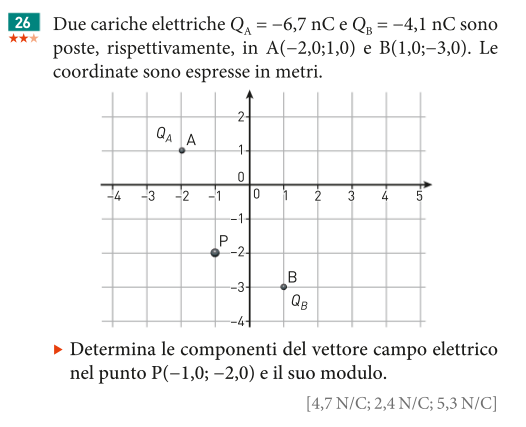 26 Due cariche elettriche Q_A = −6,7 nC e Q_B = −4,1 nC sono
★★★ poste, rispettivamente, in A(−2,0;1,0) e B(1,0;−3,0). Le
coordinate sono espresse in metri.
2
Q_A A
1
0
−4 −3 −2 −1 0 1 2 3 4 5
−1
P
−2
B
−3
Q_B
−4
▶ Determina le componenti del vettore campo elettrico
nel punto P(−1,0; −2,0) e il suo modulo.
[4,7 N/C; 2,4 N/C; 5,3 N/C]